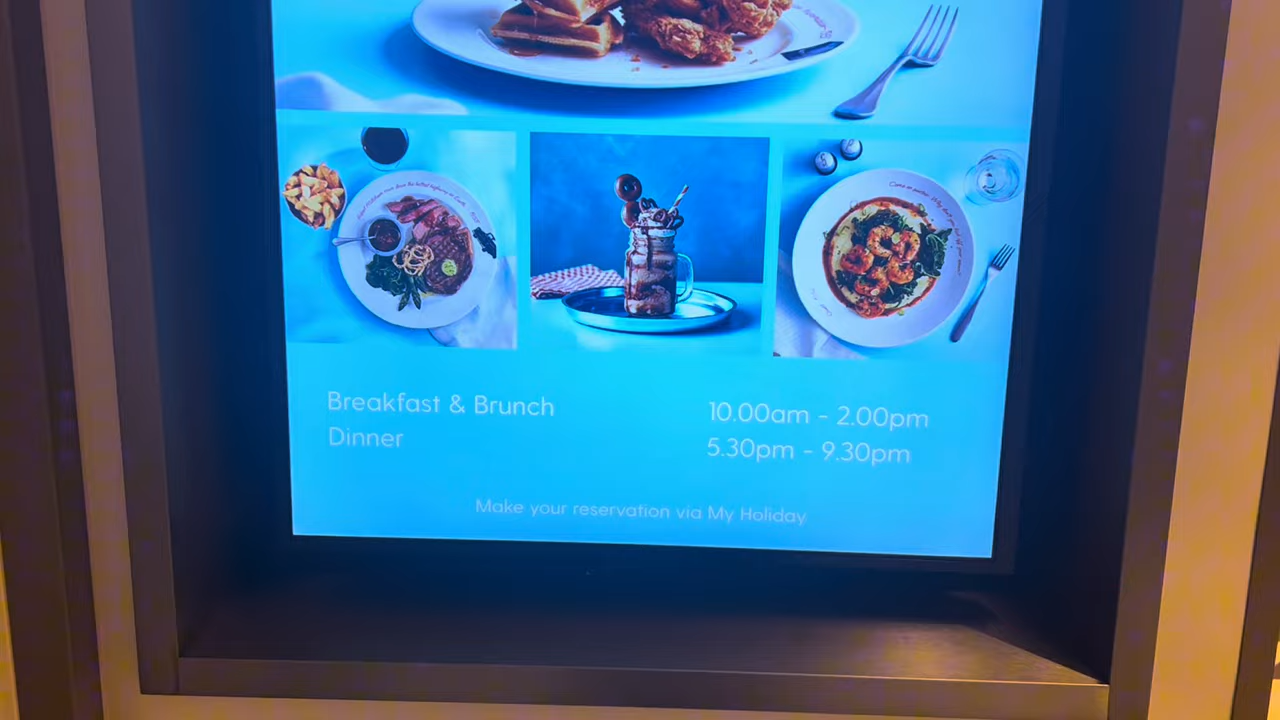 Breakfast & Brunch 10.00am - 2.00pm
Dinner 5.30pm - 9.30pm
Make your reservation via My Holiday